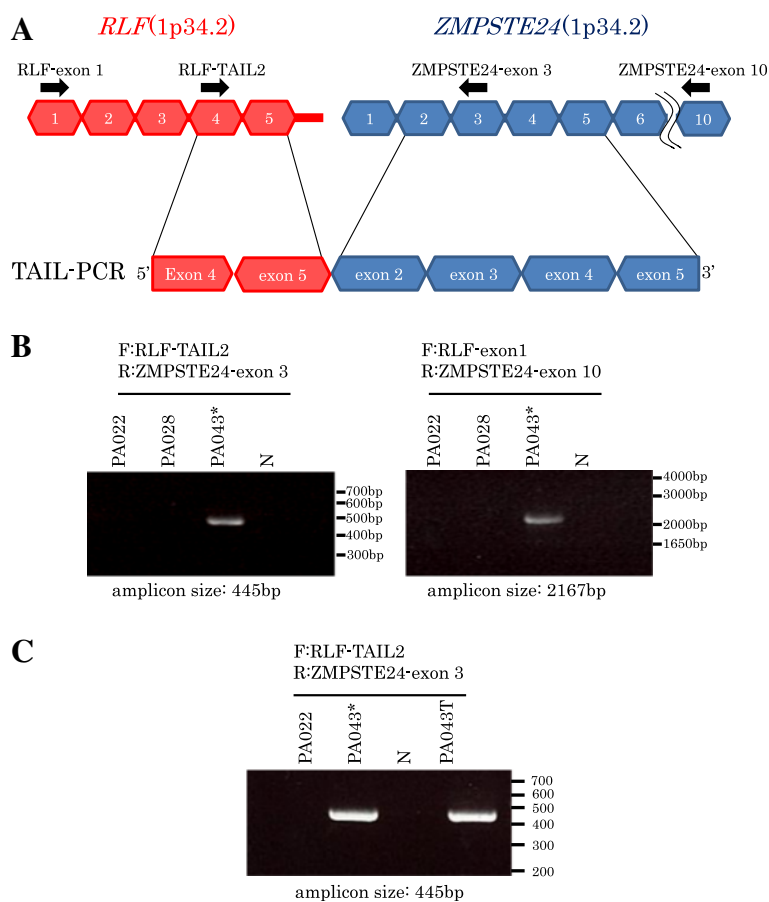 A
RLF(1p34.2)
ZMPSTE24(1p34.2)
RLF-exon 1
RLF-TAIL2
ZMPSTE24-exon 3
ZMPSTE24-exon 10
1 2 3 4 5
1 2 3 4 5 6 10
TAIL-PCR 5' Exon 4 exon 5 exon 2 exon 3 exon 4 exon 5 3'
B
F:RLF-TAIL2
R:ZMPSTE24-exon 3
PA022 PA028 PA043* N
700bp
600bp
500bp
400bp
300bp
amplicon size: 445bp
F:RLF-exon1
R:ZMPSTE24-exon 10
PA022 PA028 PA043* N
4000bp
3000bp
2000bp
1650bp
amplicon size: 2167bp
C
F:RLF-TAIL2
R:ZMPSTE24-exon 3
PA022 PA043* N PA043T
700
600
500
400
300
200
amplicon size: 445bp